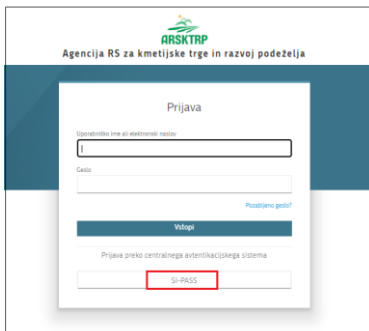 ARSKTRP
Agencija RS za kmetijske trge in razvoj podeželja
Prijava
Uporabniško ime ali elektronski naslov
Geslo
Pozabljeno geslo?
Vstopi
Prijava preko centralnega avtentikacijskega sistema
SI-PASS